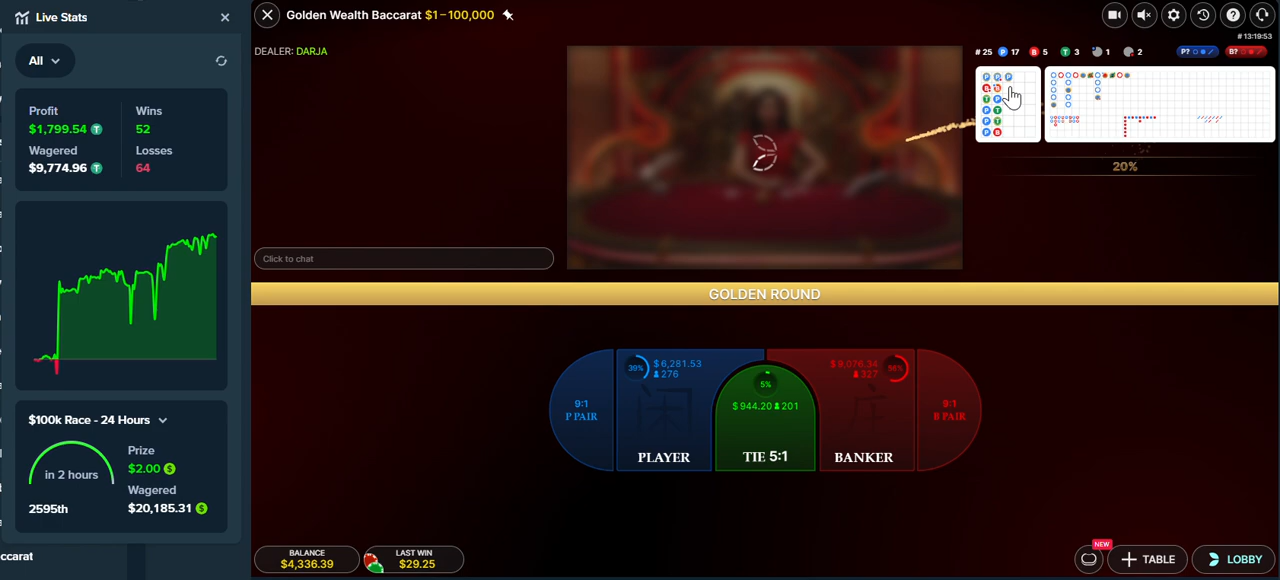 Live Stats
All
Profit
$1,799.54
Wins
52
Wagered
$9,774.96
Losses
64
$100k Race - 24 Hours
in 2 hours
Prize
$2.00
2595th
Wagered
$20,185.31
ccarat
Golden Wealth Baccarat $1–100,000
DEALER: DARJA
Click to chat
# 13:19:53
# 25 P 17 B 5 T 3 1 2
P? B?
P P P
B B
T P
P T
P T
P B
20%
GOLDEN ROUND
9:1
P PAIR
39% $6,281.53
276
闲
PLAYER
5%
$944.20 201
TIE 5:1
$9,076.34 56%
327
庄
BANKER
9:1
B PAIR
BALANCE
$4,336.39
LAST WIN
$29.25
NEW
TABLE
LOBBY